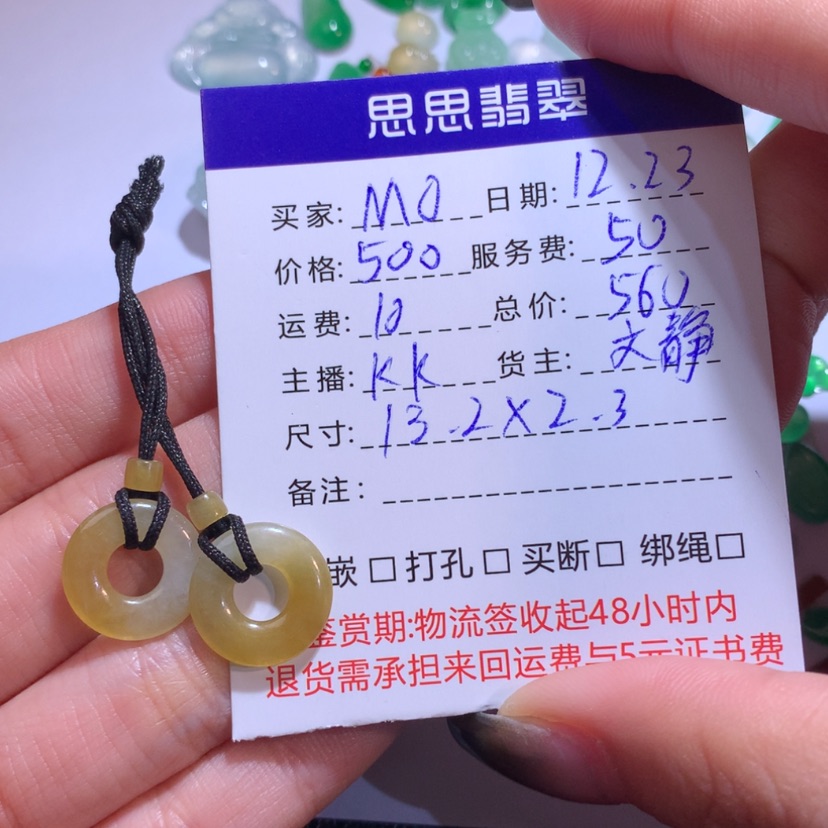 思思翡翠
买家: MO 日期: 12.23
价格: 500 服务费: 50
运费: 10 总价: 560
主播: KK 货主: 文静
尺寸: 13.2X2.3
备注:
嵌 □ 打孔 □ 买断 □ 绑绳 □
鉴赏期:物流签收起48小时内
退货需承担来回运费与5元证书费